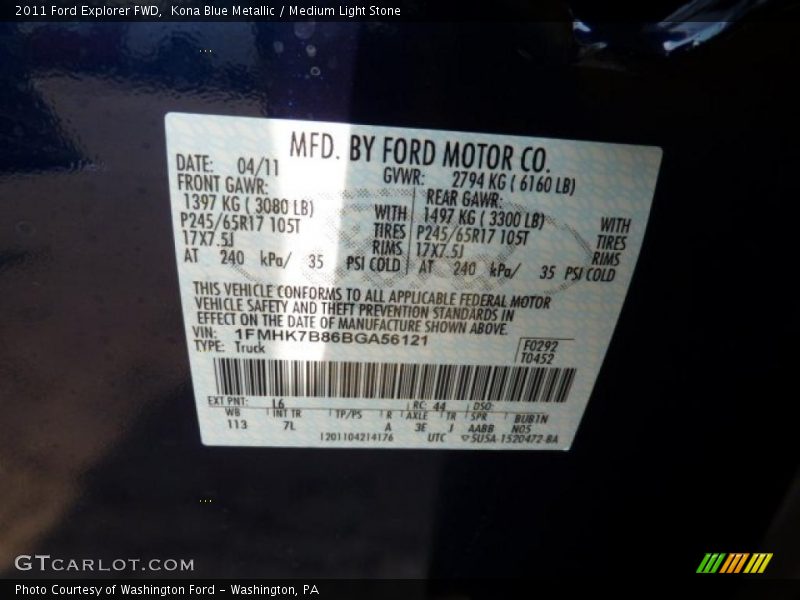 2011 Ford Explorer FWD,  Kona Blue Metallic / Medium Light Stone
MFD. BY FORD MOTOR CO.
DATE: 04/11 GVWR: 2794 KG ( 6160 LB)
FRONT GAWR: REAR GAWR:
1397 KG ( 3080 LB) WITH 1497 KG ( 3300 LB) WITH
P245/65R17 105T TIRES P245/65R17 105T TIRES
17X7.5J RIMS 17X7.5J RIMS
AT 240 kPa/ 35 PSI COLD AT 240 kPa/ 35 PSI COLD
THIS VEHICLE CONFORMS TO ALL APPLICABLE FEDERAL MOTOR
VEHICLE SAFETY AND THEFT PREVENTION STANDARDS IN
EFFECT ON THE DATE OF MANUFACTURE SHOWN ABOVE.
VIN: 1FMHK7B86BGA56121 F0292
TYPE: Truck T0452
EXT PNT: L6 RC: 44 DSO:
WB INT TR TP/PS R AXLE TR SPR BUB1N
113 7L A 3E J AABB N05
1201104214176 UTC 5U5A-1520472-BA
GTCARLOT.COM
Photo Courtesy of Washington Ford - Washington, PA